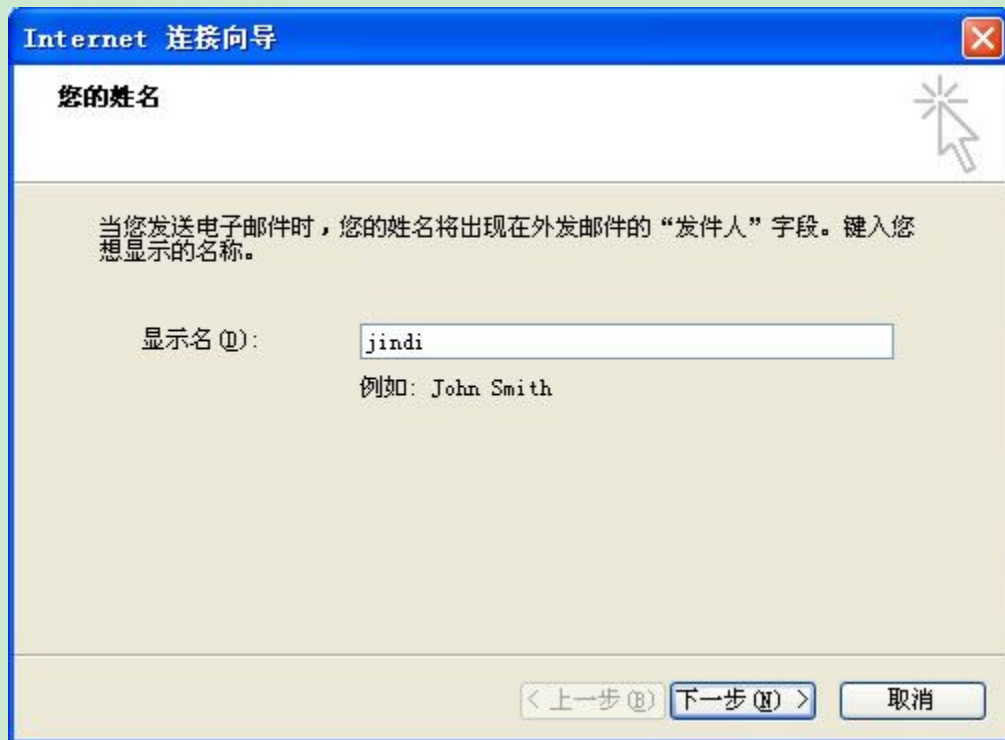 Internet 连接向导
您的姓名
当您发送电子邮件时，您的姓名将出现在外发邮件的“发件人”字段。键入您
想显示的名称。
显示名(D)： jindi
例如: John Smith
< 上一步(B) 下一步(N) > 取消